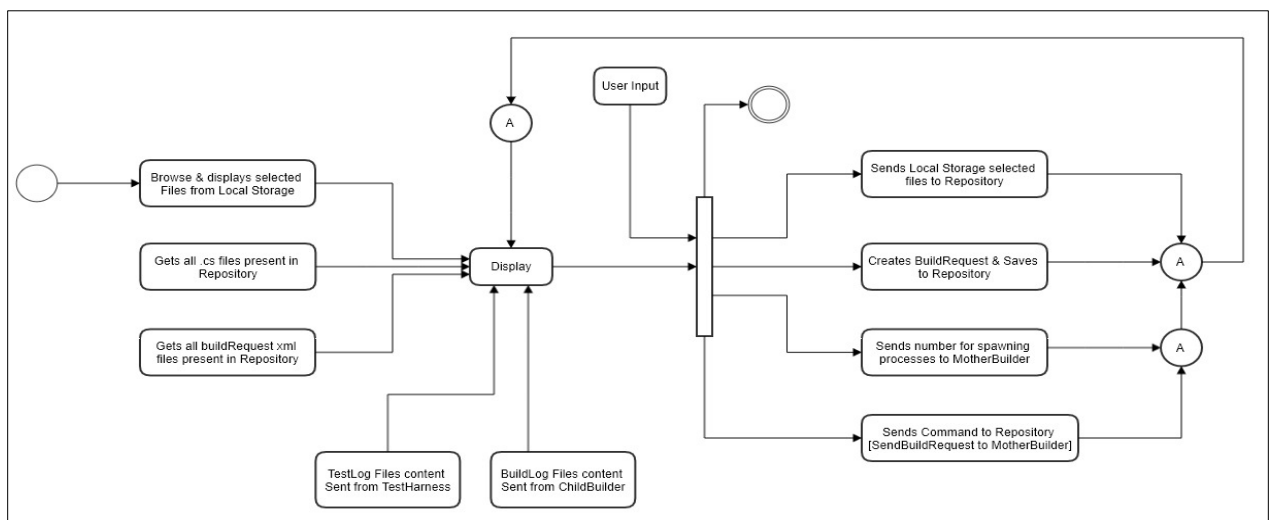 A
User Input
Browse & displays selected
Files from Local Storage
Sends Local Storage selected
files to Repository
Gets all .cs files present in
Repository
Display
Creates BuildRequest & Saves
to Repository
A
Gets all buildRequest xml
files present in Repository
Sends number for spawning
processes to MotherBuilder
A
Sends Command to Repository
[SendBuildRequest to MotherBuilder]
TestLog Files content
Sent from TestHarness
BuildLog Files content
Sent from ChildBuilder